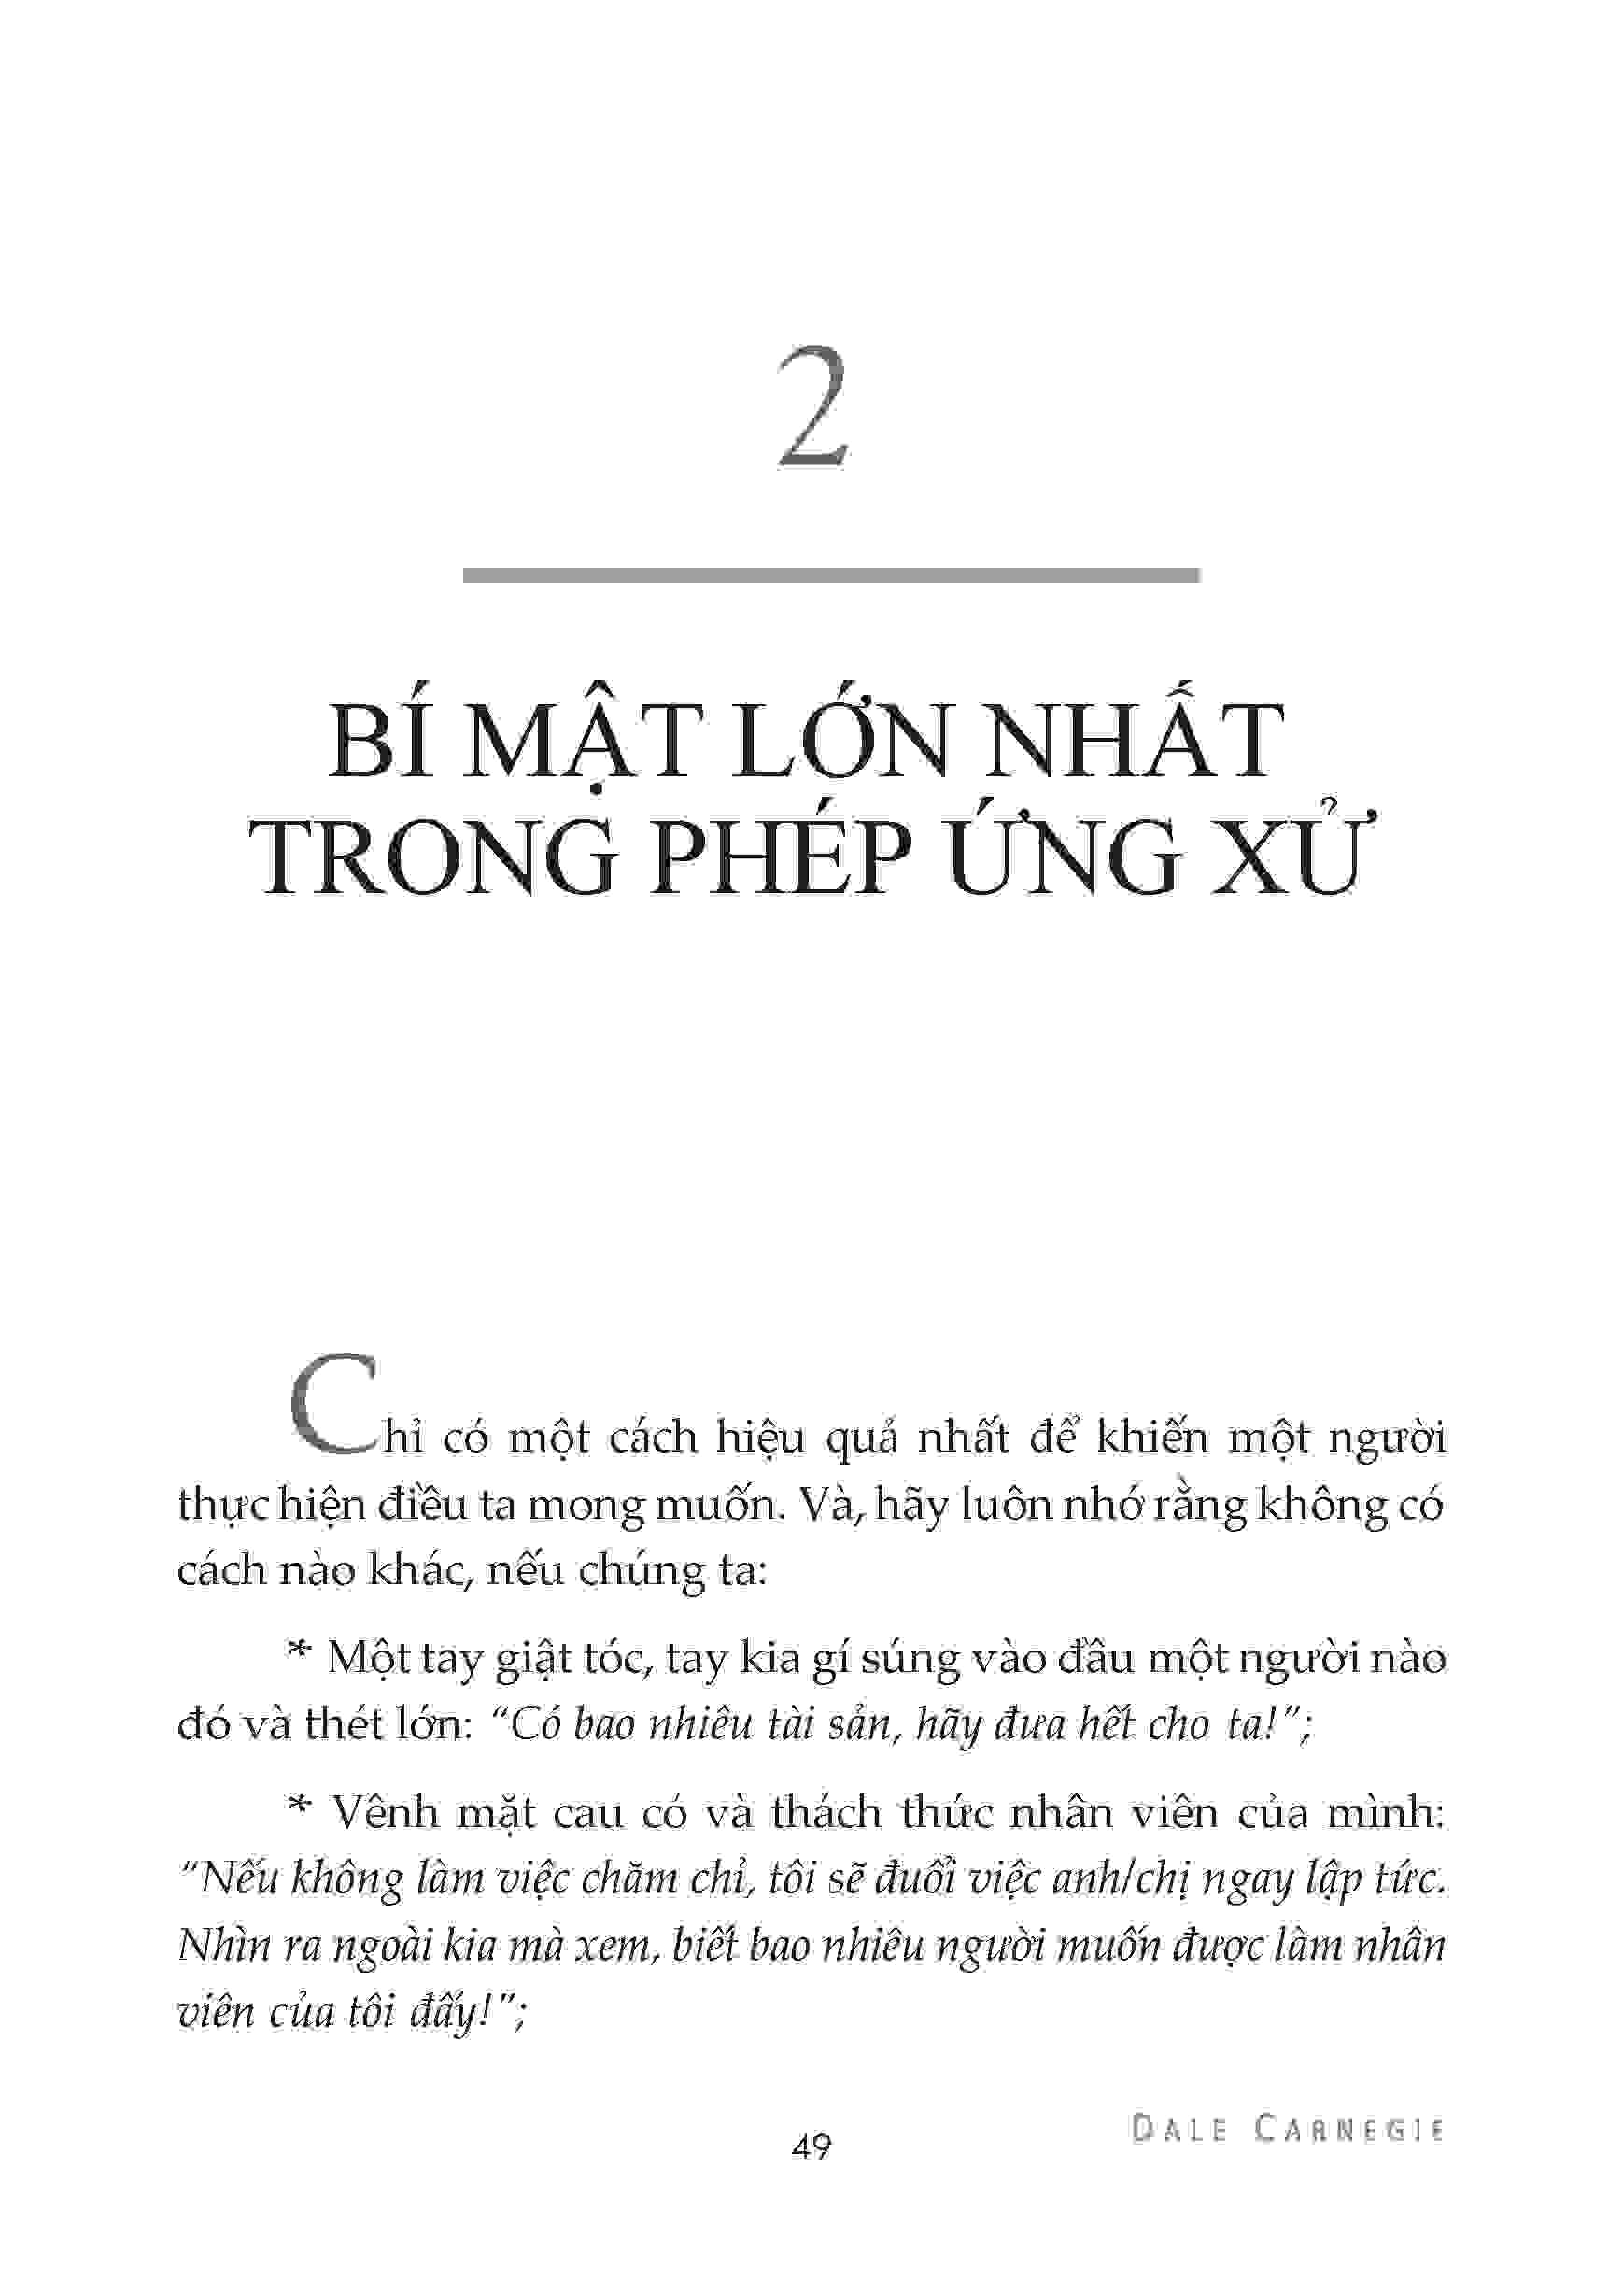 2
BÍ MẬT LỚN NHẤT
TRONG PHÉP ỨNG XỬ
Chỉ có một cách hiệu quả nhất để khiến một người
thực hiện điều ta mong muốn. Và, hãy luôn nhớ rằng không có
cách nào khác, nếu chúng ta:
* Một tay giật tóc, tay kia gí súng vào đầu một người nào
đó và thét lớn: “Có bao nhiêu tài sản, hãy đưa hết cho ta!”;
* Vênh mặt cau có và thách thức nhân viên của mình:
“Nếu không làm việc chăm chỉ, tôi sẽ đuổi việc anh/chị ngay lập tức.
Nhìn ra ngoài kia mà xem, biết bao nhiêu người muốn được làm nhân
viên của tôi đấy!”;
49
DALE CARNEGIE